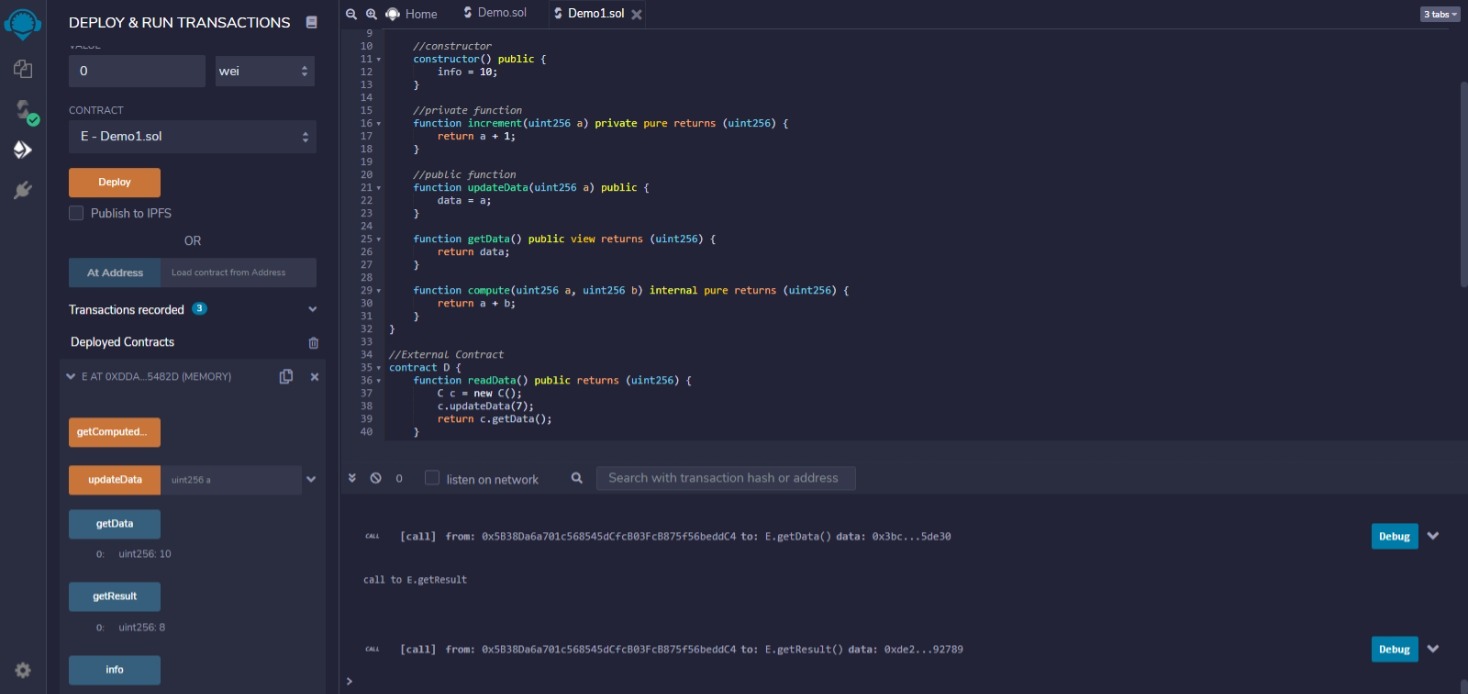 DEPLOY & RUN TRANSACTIONS
VALUE
0
wei
CONTRACT
E - Demo1.sol
Deploy
Publish to IPFS
OR
At Address
Load contract from Address
Transactions recorded 3
Deployed Contracts
E AT 0XDDA...5482D (MEMORY)
getComputed...
updateData
uint256 a
getData
0: uint256: 10
getResult
0: uint256: 8
info
Home
Demo.sol
Demo1.sol
3 tabs
9
10 //constructor
11 constructor() public {
12 info = 10;
13 }
14
15 //private function
16 function increment(uint256 a) private pure returns (uint256) {
17 return a + 1;
18 }
19
20 //public function
21 function updateData(uint256 a) public {
22 data = a;
23 }
24
25 function getData() public view returns (uint256) {
26 return data;
27 }
28
29 function compute(uint256 a, uint256 b) internal pure returns (uint256) {
30 return a + b;
31 }
32 }
33
34 //External Contract
35 contract D {
36 function readData() public returns (uint256) {
37 C c = new C();
38 c.updateData(7);
39 return c.getData();
40 }
0
listen on network
Search with transaction hash or address
CALL [call] from: 0x5B38Da6a701c568545dCfcB03FcB875f56beddC4 to: E.getData() data: 0x3bc...5de30
Debug
call to E.getResult
CALL [call] from: 0x5B38Da6a701c568545dCfcB03FcB875f56beddC4 to: E.getResult() data: 0xde2...92789
Debug
>